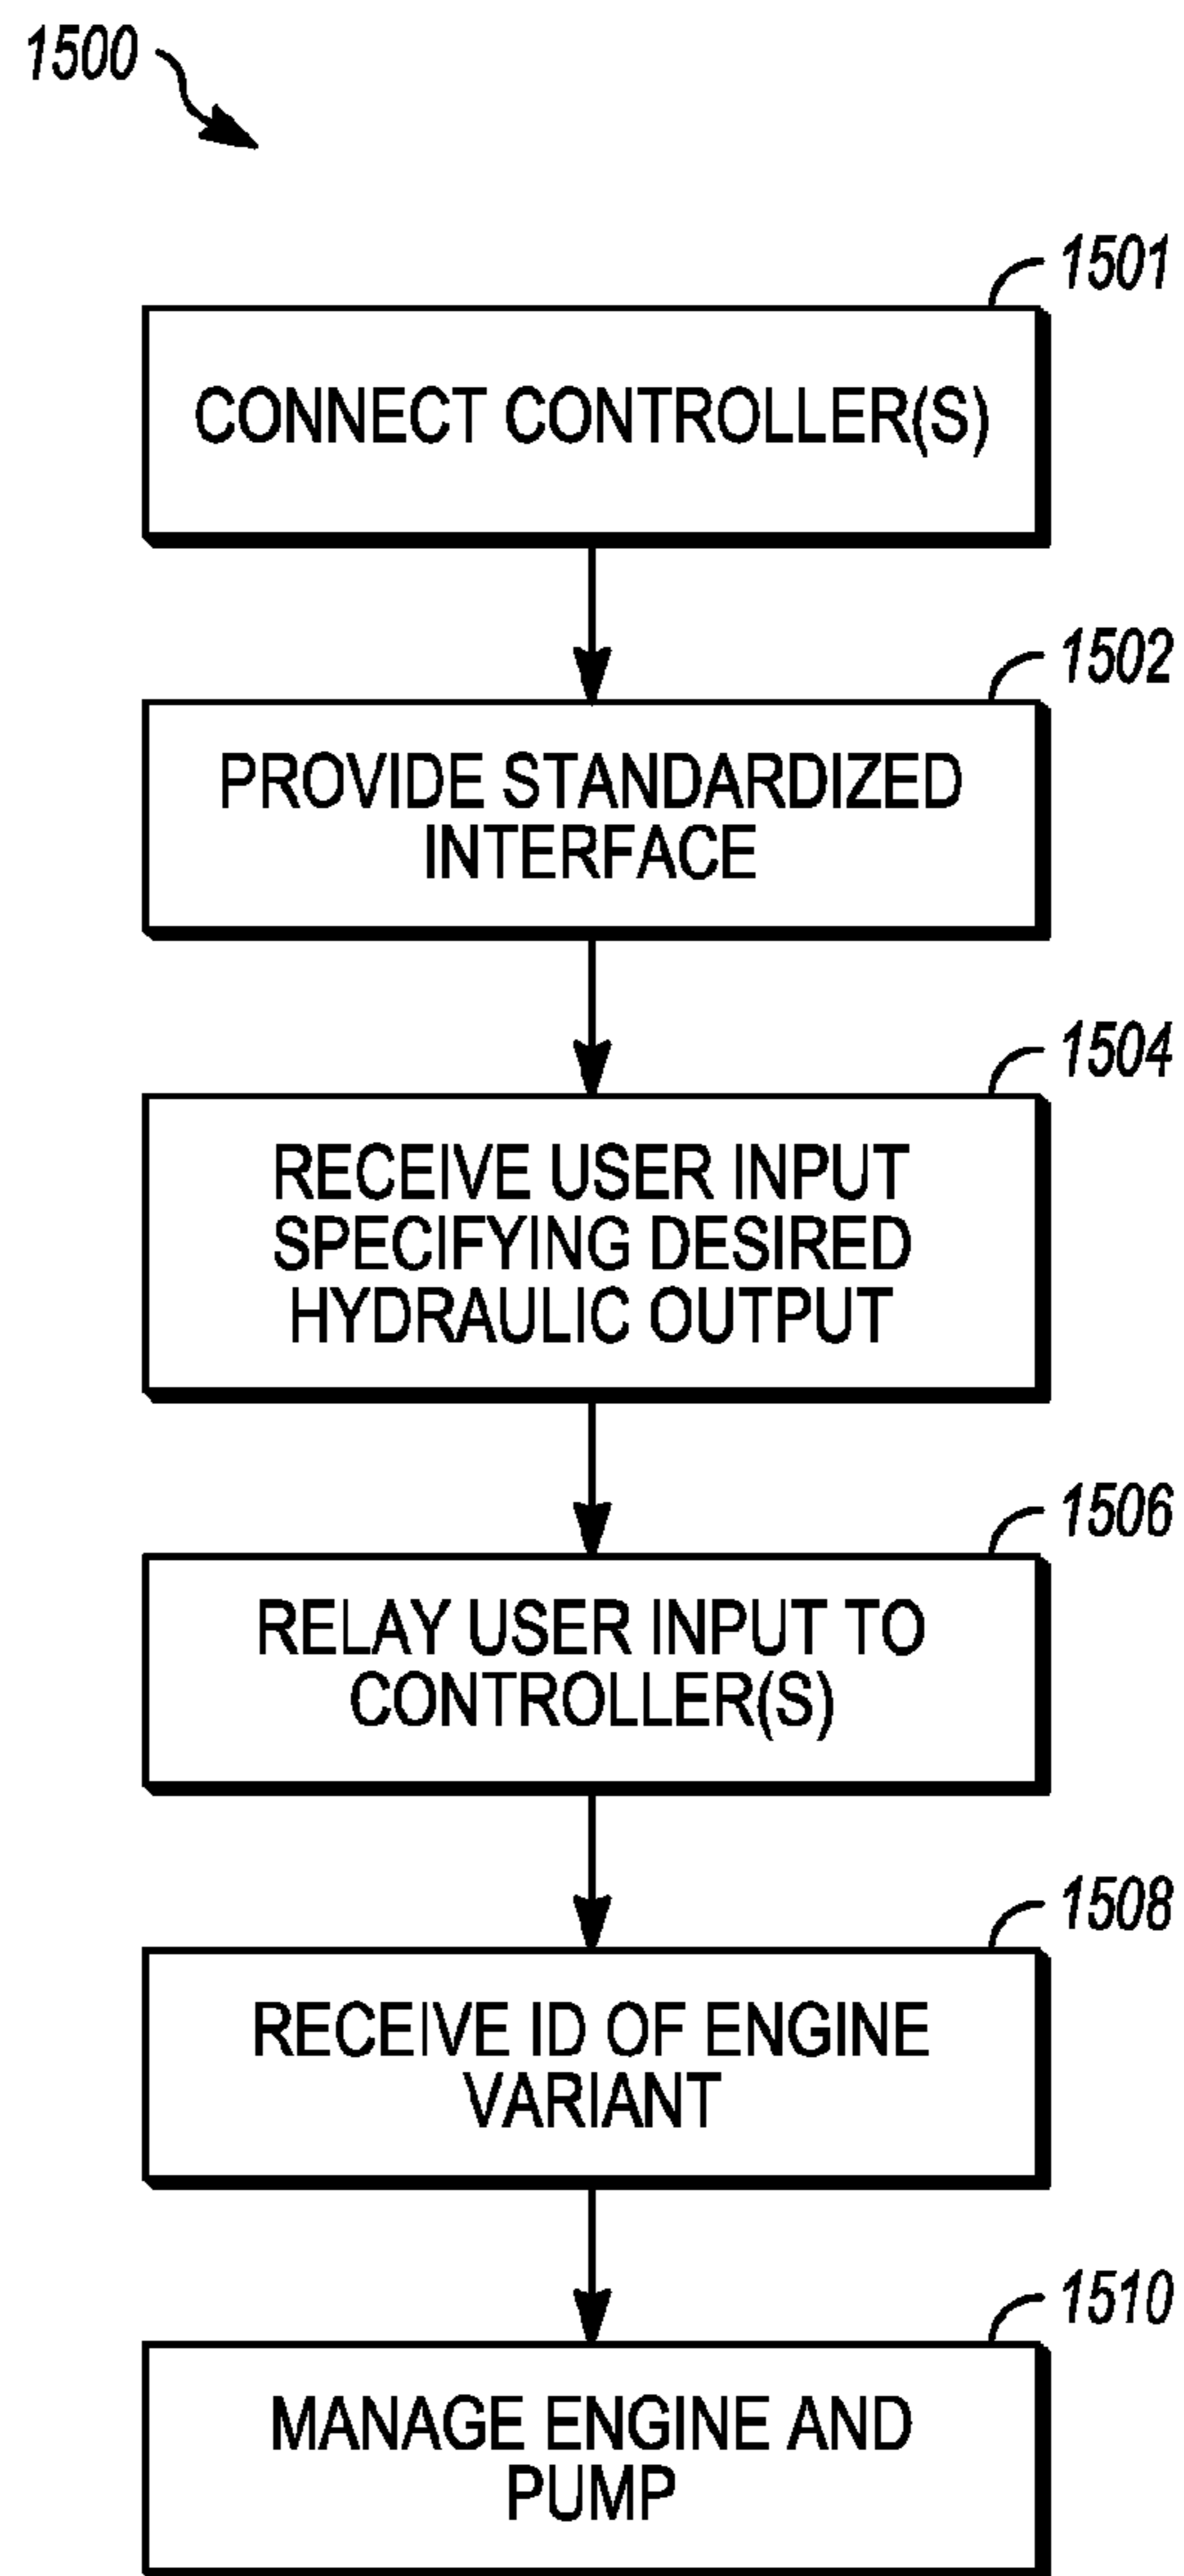 1500
1501
CONNECT CONTROLLER(S)
1502
PROVIDE STANDARDIZED
INTERFACE
1504
RECEIVE USER INPUT
SPECIFYING DESIRED
HYDRAULIC OUTPUT
1506
RELAY USER INPUT TO
CONTROLLER(S)
1508
RECEIVE ID OF ENGINE
VARIANT
1510
MANAGE ENGINE AND
PUMP